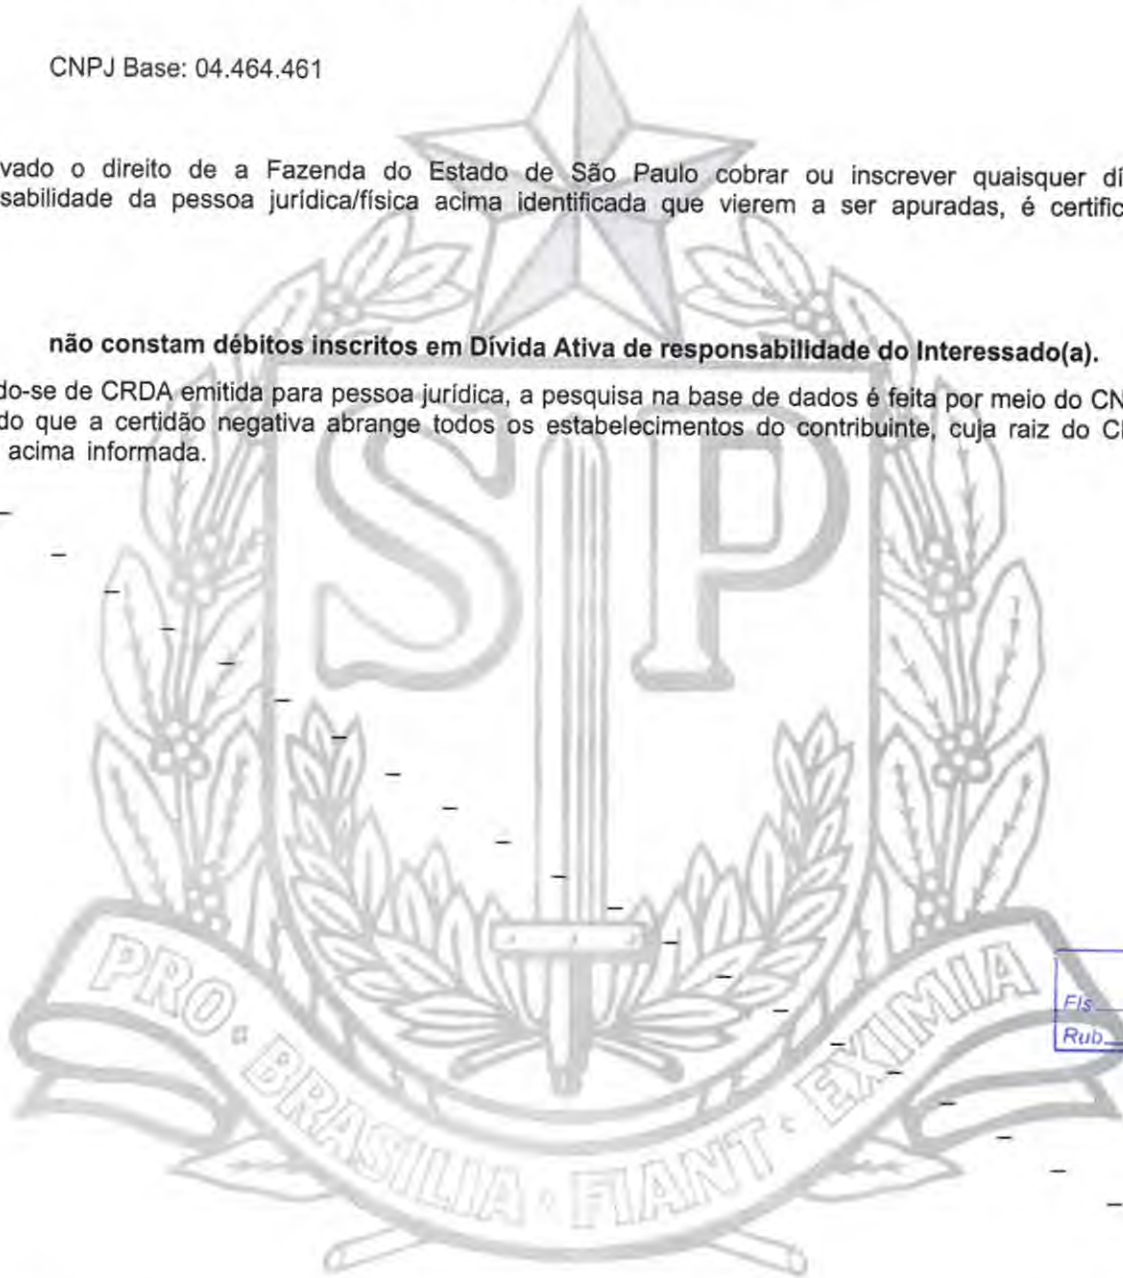 CNPJ Base: 04.464.461
vado o direito de a Fazenda do Estado de São Paulo cobrar ou inscrever quaisquer dí
sabilidade da pessoa jurídica/física acima identificada que vierem a ser apuradas, é certific
não constam débitos inscritos em Dívida Ativa de responsabilidade do Interessado(a).
do-se de CRDA emitida para pessoa jurídica, a pesquisa na base de dados é feita por meio do CN
do que a certidão negativa abrange todos os estabelecimentos do contribuinte, cuja raiz do C
acima informada.
SP
PRO · BRASILIA · FIANT · EXIMIA
Fls.
Rub.